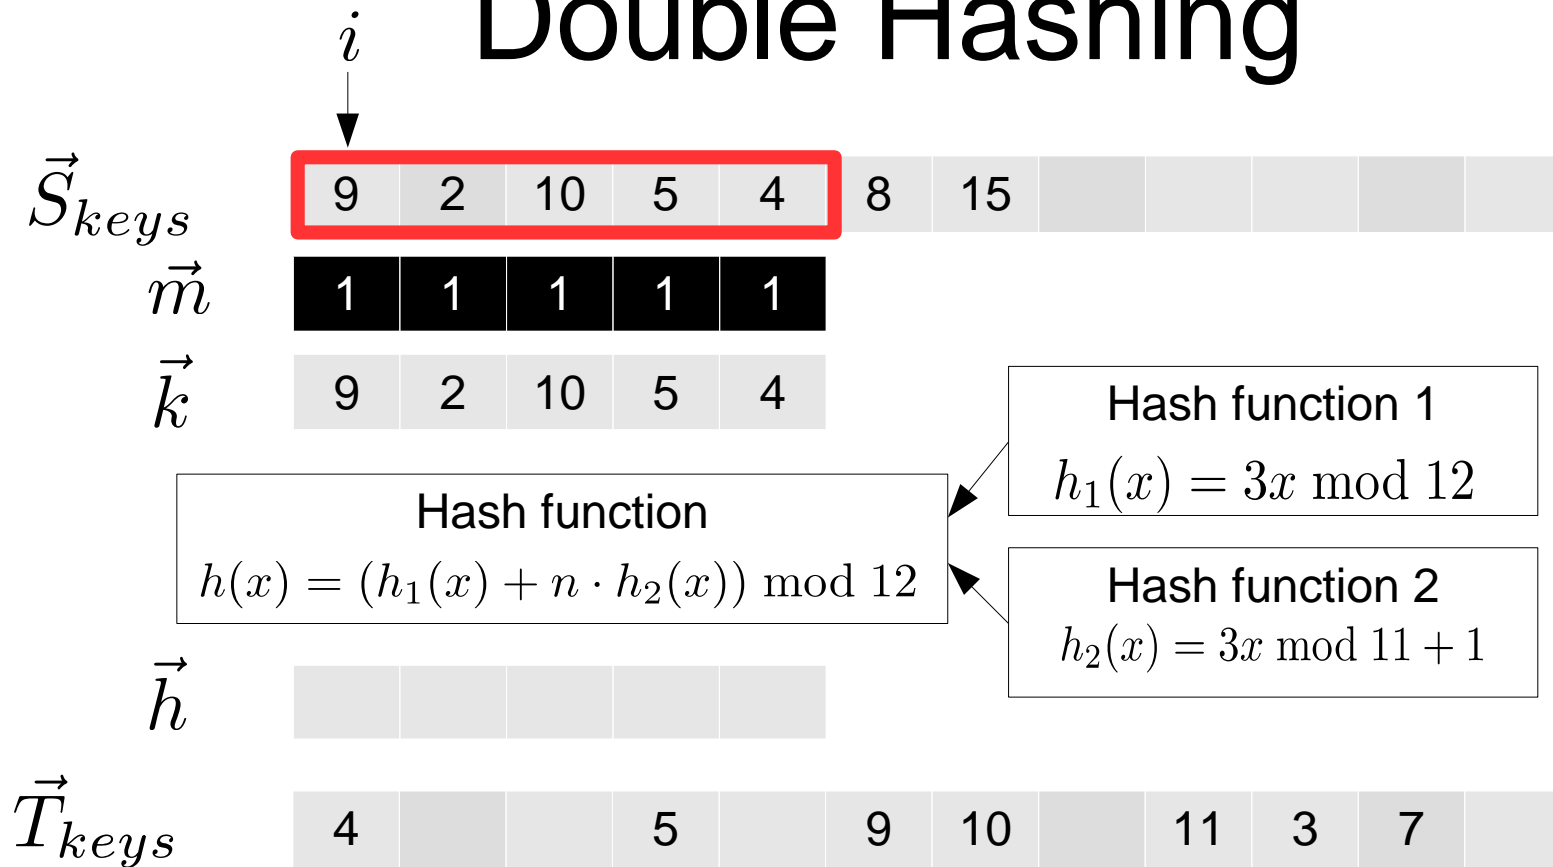 Double Hashing
i
S⃗keys 9 2 10 5 4 8 15
m⃗ 1 1 1 1 1
k⃗ 9 2 10 5 4
Hash function 1
h₁(x) = 3x mod 12
Hash function
h(x) = (h₁(x) + n · h₂(x)) mod 12
Hash function 2
h₂(x) = 3x mod 11 + 1
h⃗
T⃗keys 4 5 9 10 11 3 7